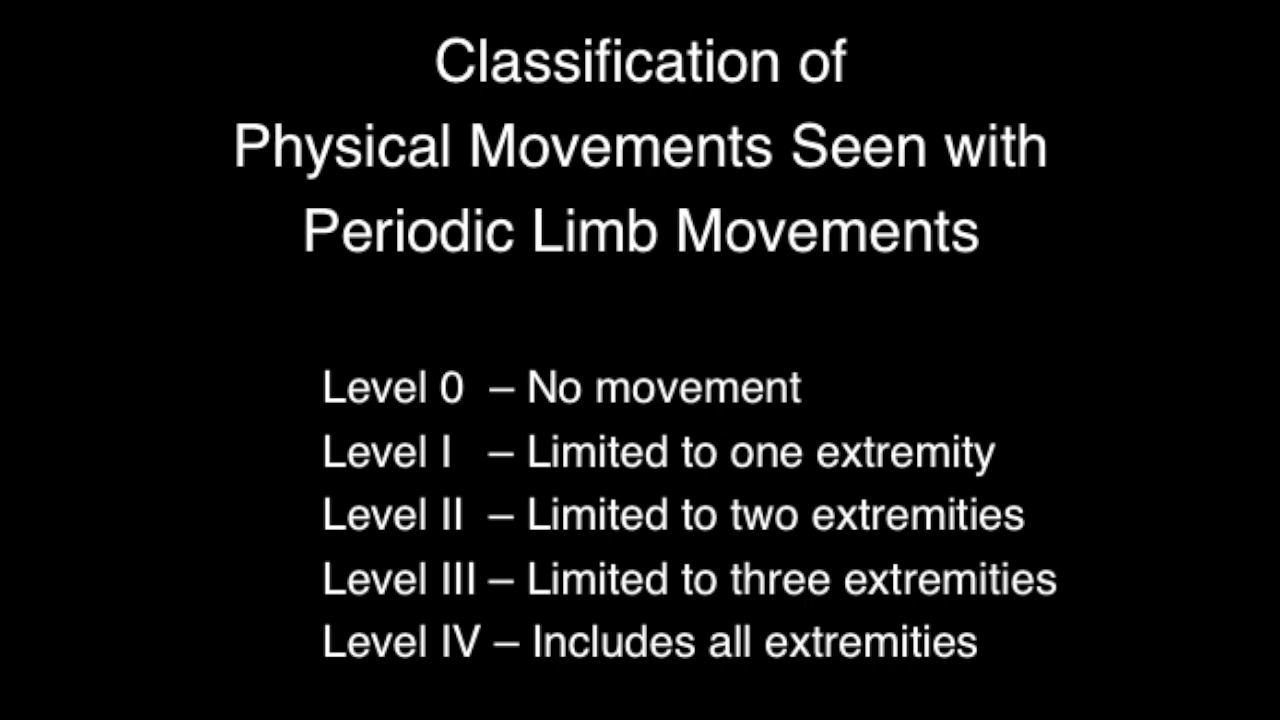 Classification of
Physical Movements Seen with
Periodic Limb Movements
Level 0 – No movement
Level I – Limited to one extremity
Level II – Limited to two extremities
Level III – Limited to three extremities
Level IV – Includes all extremities